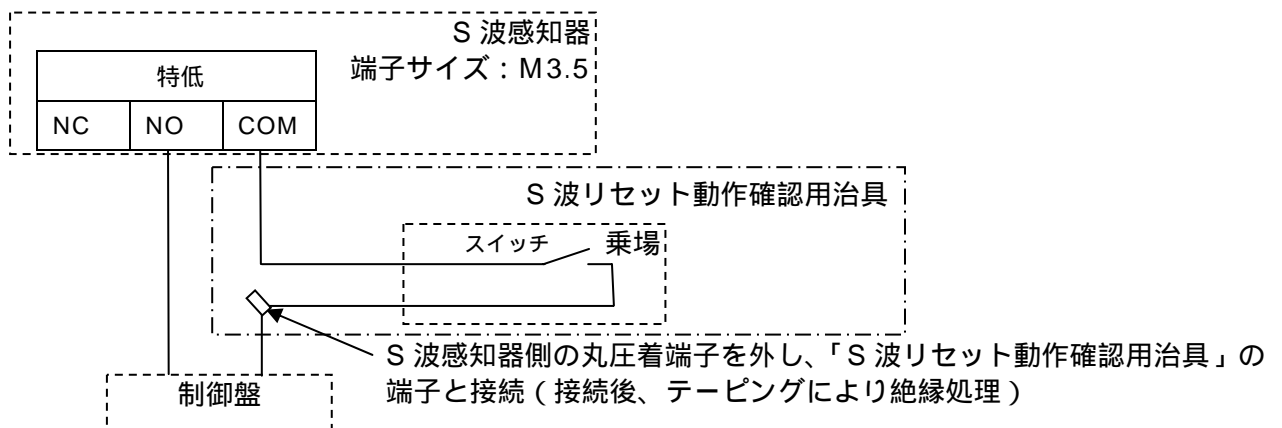 S 波感知器
端子サイズ：M3.5
特低
NC NO COM
S 波リセット動作確認用治具
スイッチ 乗場
S 波感知器側の丸圧着端子を外し、「S 波リセット動作確認用治具」の
端子と接続（接続後、テーピングにより絶縁処理）
制御盤